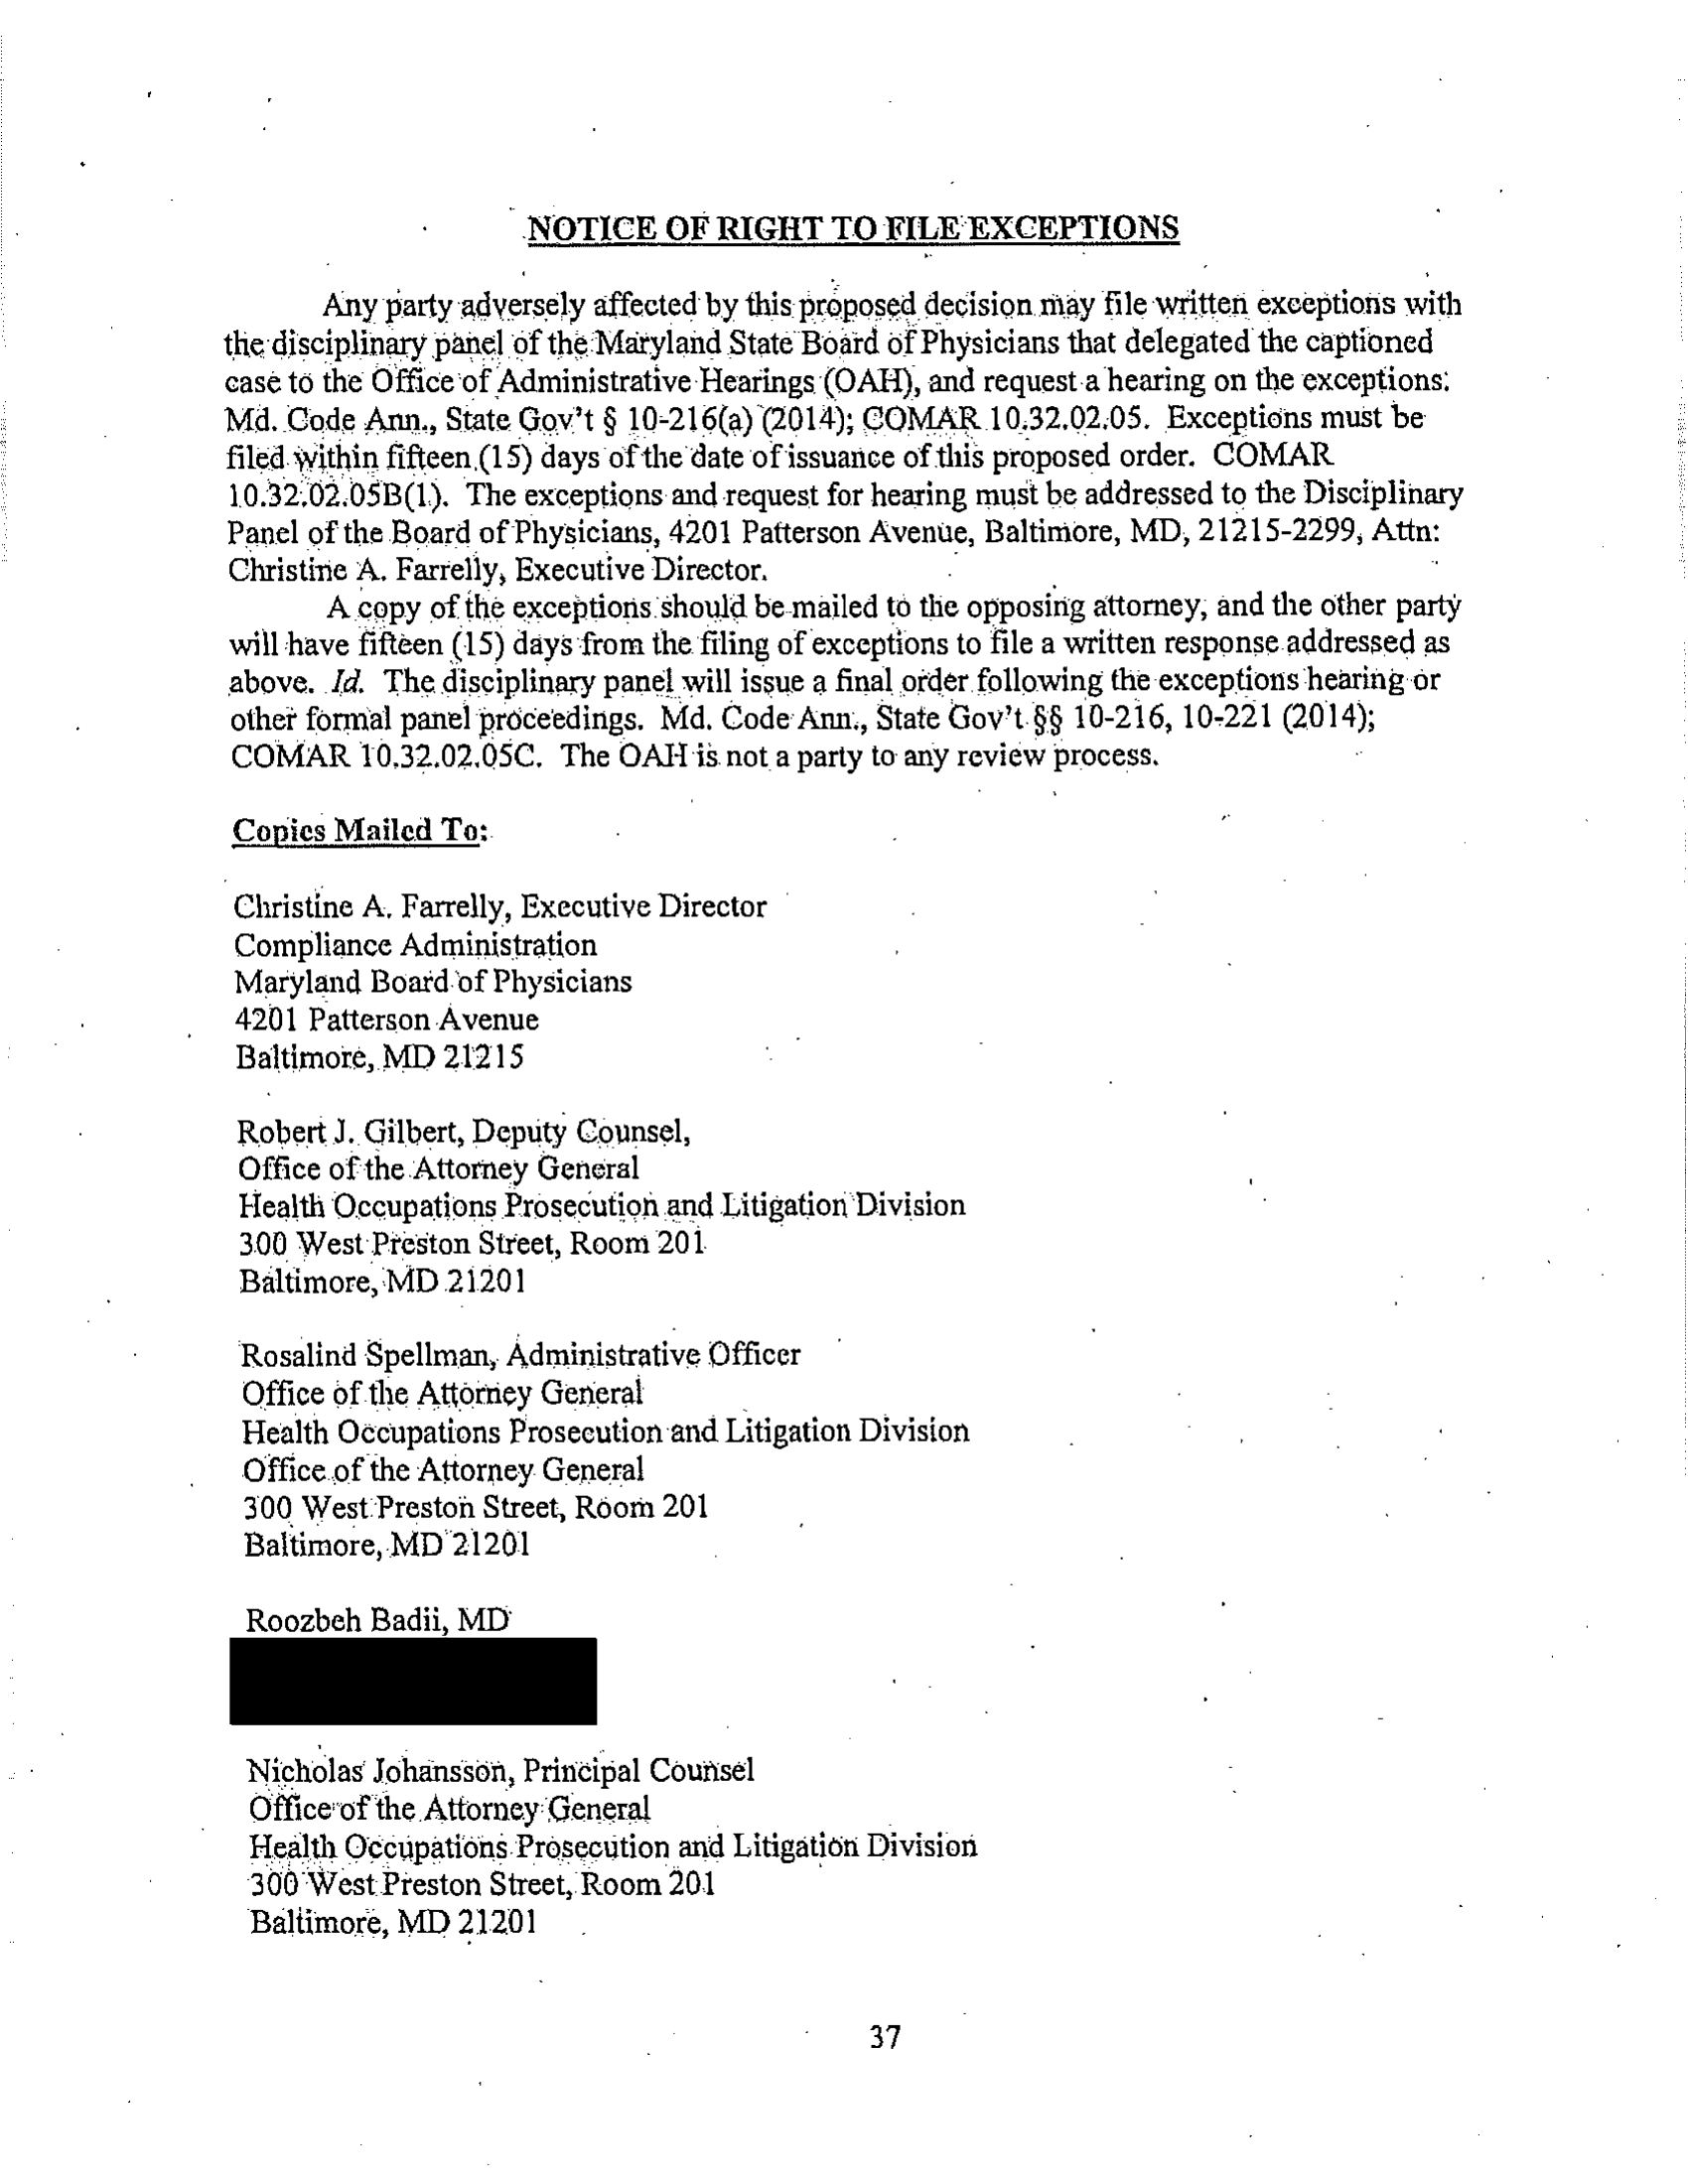 NOTICE OF RIGHT TO FILE EXCEPTIONS
Any party adversely affected by this proposed decision may file written exceptions with
the disciplinary panel of the Maryland State Board of Physicians that delegated the captioned
case to the Office of Administrative Hearings (OAH), and request a hearing on the exceptions.
Md. Code Ann., State Gov't § 10-216(a) (2014); COMAR 10.32.02.05. Exceptions must be
filed within fifteen (15) days of the date of issuance of this proposed order. COMAR
10.32.02.05B(1). The exceptions and request for hearing must be addressed to the Disciplinary
Panel of the Board of Physicians, 4201 Patterson Avenue, Baltimore, MD, 21215-2299, Attn:
Christine A. Farrelly, Executive Director.
A copy of the exceptions should be mailed to the opposing attorney, and the other party
will have fifteen (15) days from the filing of exceptions to file a written response addressed as
above. Id. The disciplinary panel will issue a final order following the exceptions hearing or
other formal panel proceedings. Md. Code Ann., State Gov't §§ 10-216, 10-221 (2014);
COMAR 10.32.02.05C. The OAH is not a party to any review process.
Copies Mailed To:
Christine A. Farrelly, Executive Director
Compliance Administration
Maryland Board of Physicians
4201 Patterson Avenue
Baltimore, MD 21215
Robert J. Gilbert, Deputy Counsel,
Office of the Attorney General
Health Occupations Prosecution and Litigation Division
300 West Preston Street, Room 201
Baltimore, MD 21201
Rosalind Spellman, Administrative Officer
Office of the Attorney General
Health Occupations Prosecution and Litigation Division
Office of the Attorney General
300 West Preston Street, Room 201
Baltimore, MD 21201
Roozbeh Badii, MD
Nicholas Johansson, Principal Counsel
Office of the Attorney General
Health Occupations Prosecution and Litigation Division
300 West Preston Street, Room 201
Baltimore, MD 21201
37